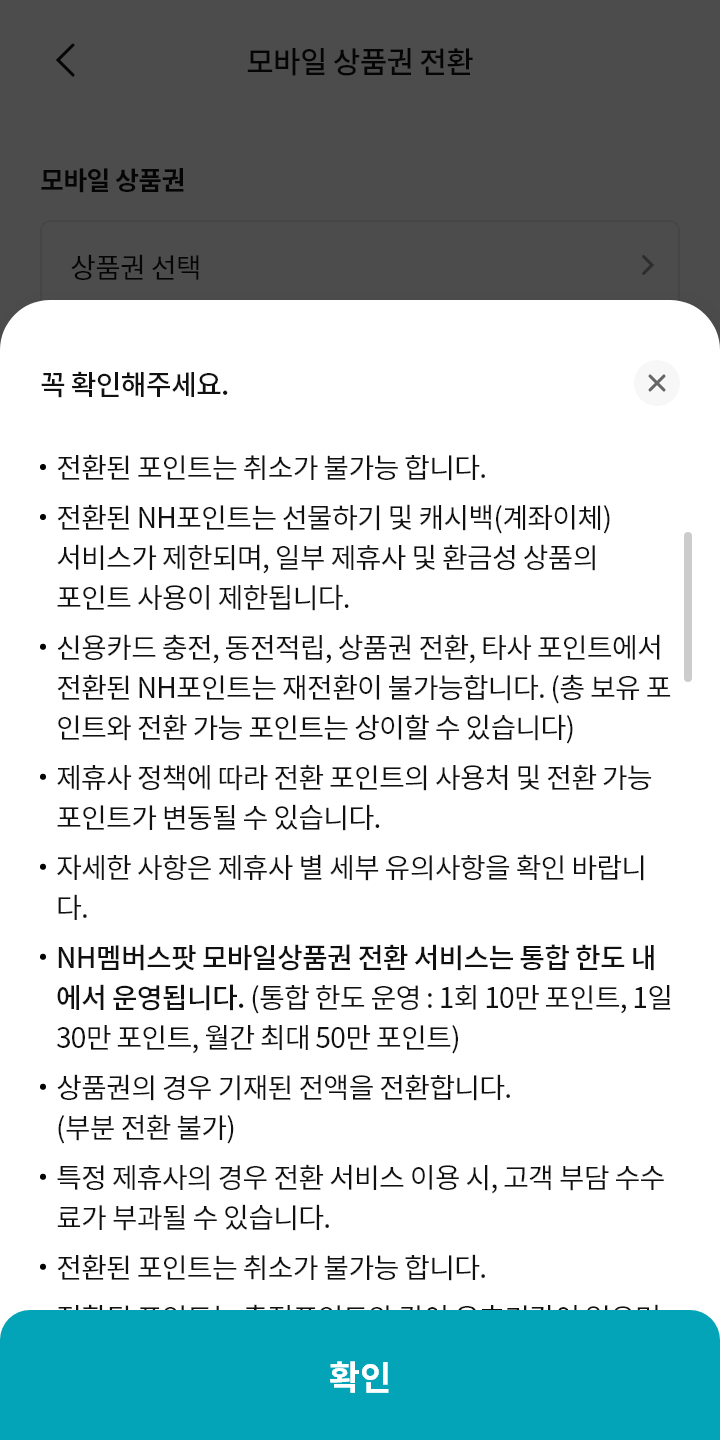 모바일 상품권 전환
모바일 상품권
상품권 선택
꼭 확인해주세요.
• 전환된 포인트는 취소가 불가능 합니다.
• 전환된 NH포인트는 선물하기 및 캐시백(계좌이체)
서비스가 제한되며, 일부 제휴사 및 환금성 상품의
포인트 사용이 제한됩니다.
• 신용카드 충전, 동전적립, 상품권 전환, 타사 포인트에서
전환된 NH포인트는 재전환이 불가능합니다. (총 보유 포
인트와 전환 가능 포인트는 상이할 수 있습니다)
• 제휴사 정책에 따라 전환 포인트의 사용처 및 전환 가능
포인트가 변동될 수 있습니다.
• 자세한 사항은 제휴사 별 세부 유의사항을 확인 바랍니
다.
• NH멤버스팟 모바일상품권 전환 서비스는 통합 한도 내
에서 운영됩니다. (통합 한도 운영 : 1회 10만 포인트, 1일
30만 포인트, 월간 최대 50만 포인트)
• 상품권의 경우 기재된 전액을 전환합니다.
(부분 전환 불가)
• 특정 제휴사의 경우 전환 서비스 이용 시, 고객 부담 수수
료가 부과될 수 있습니다.
• 전환된 포인트는 취소가 불가능 합니다.
확인